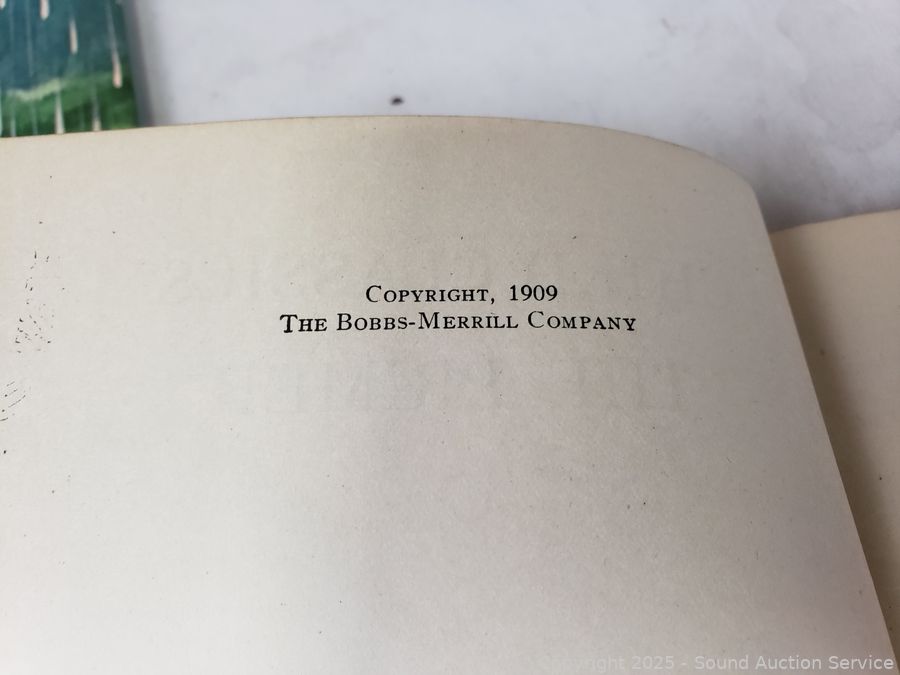 Copyright, 1909
The Bobbs-Merrill Company
Copyright 2025 - Sound Auction Service